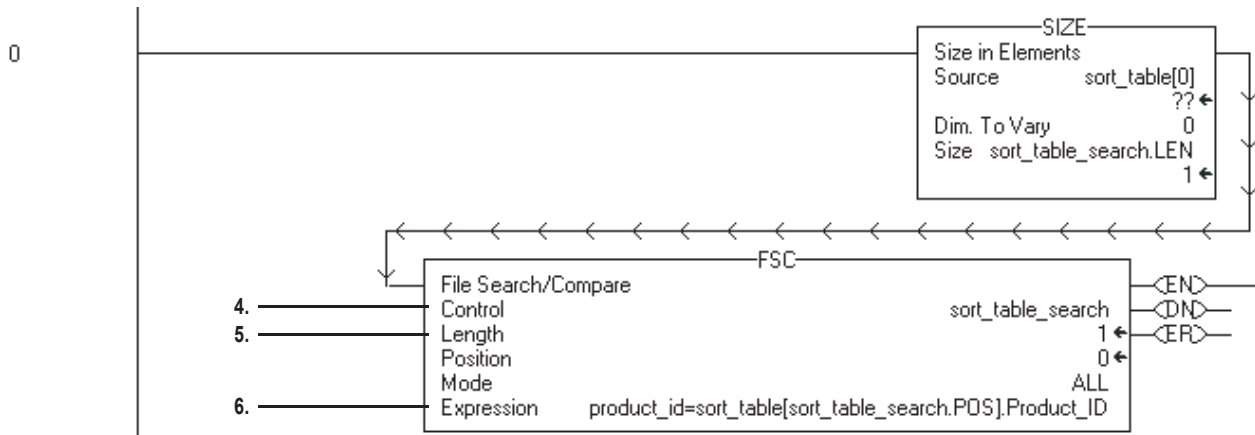 0
SIZE
Size in Elements
Source sort_table[0]
??
Dim. To Vary 0
Size sort_table_search.LEN
1
FSC
File Search/Compare
EN
4. Control sort_table_search
DN
5. Length 1
ER
Position 0
Mode ALL
6. Expression product_id=sort_table[sort_table_search.POS].Product_ID